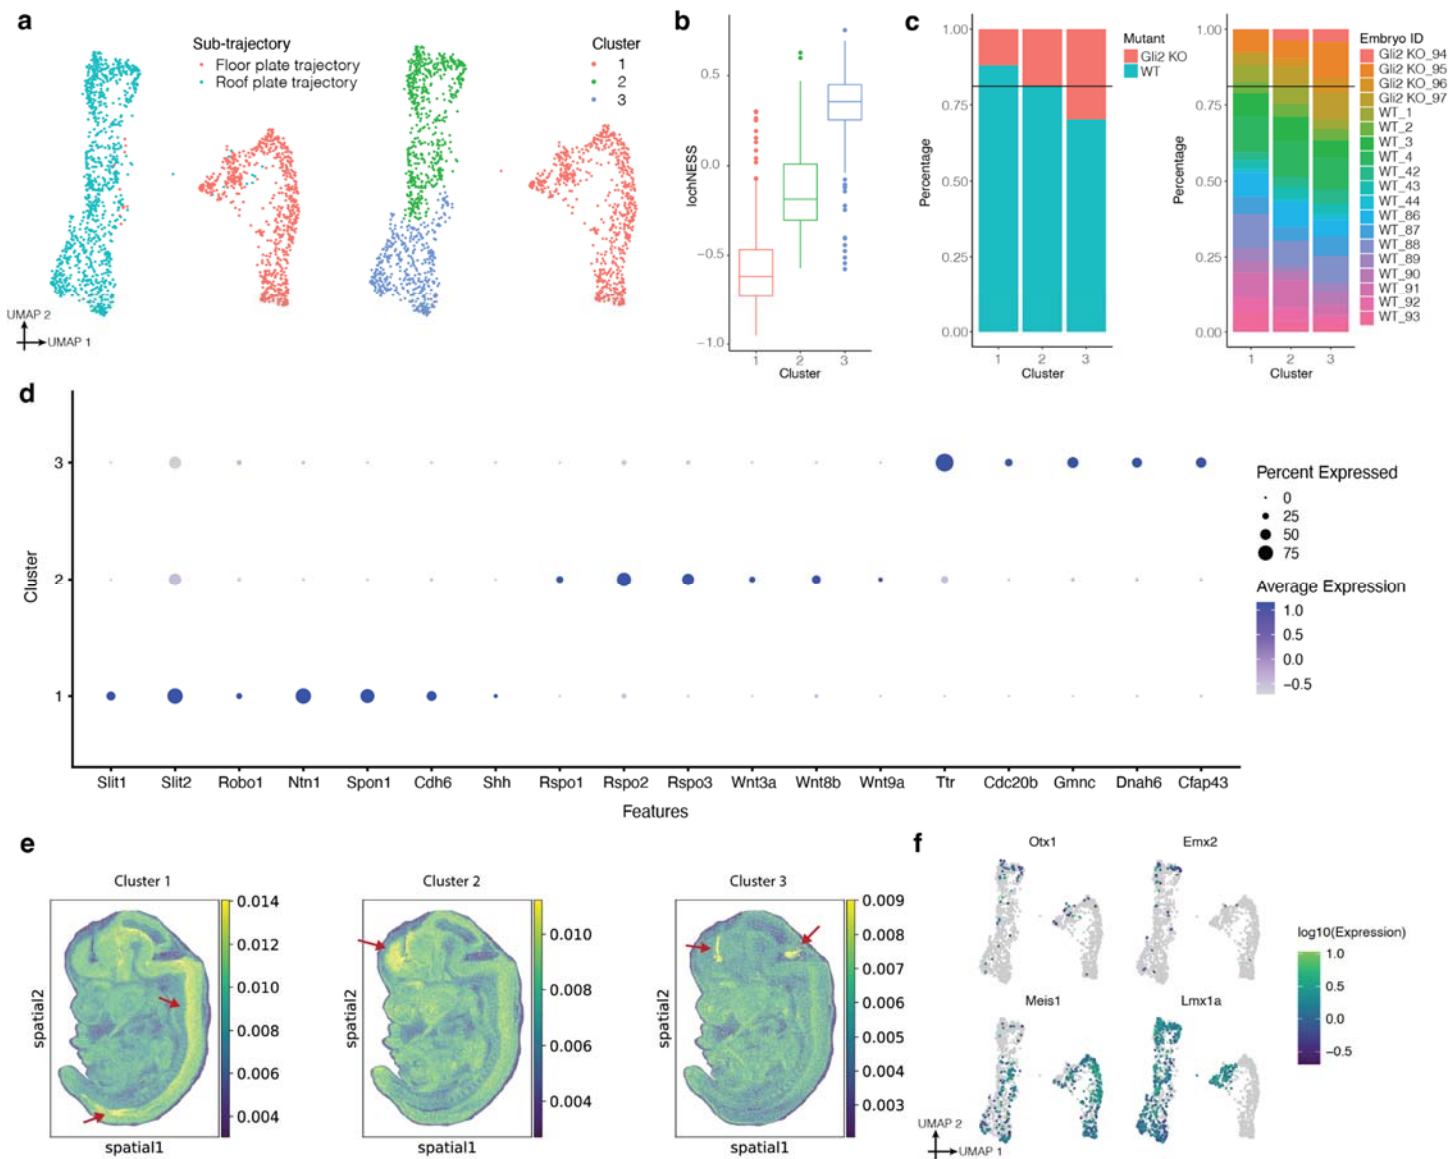 a
Sub-trajectory
Floor plate trajectory
Roof plate trajectory
Cluster
1
2
3
UMAP 2
UMAP 1
b
lochNESS
0.5
0.0
−0.5
−1.0
1 2 3
Cluster
c
Percentage
1.00
0.75
0.50
0.25
0.00
1 2 3
Cluster
Mutant
Gli2 KO
WT
Percentage
1.00
0.75
0.50
0.25
0.00
1 2 3
Cluster
Embryo ID
Gli2 KO_94
Gli2 KO_95
Gli2 KO_96
Gli2 KO_97
WT_1
WT_2
WT_3
WT_4
WT_42
WT_43
WT_44
WT_86
WT_87
WT_88
WT_89
WT_90
WT_91
WT_92
WT_93
d
Cluster
3
2
1
Slit1 Slit2 Robo1 Ntn1 Spon1 Cdh6 Shh Rspo1 Rspo2 Rspo3 Wnt3a Wnt8b Wnt9a Ttr Cdc20b Gmnc Dnah6 Cfap43
Features
Percent Expressed
0
25
50
75
Average Expression
1.0
0.5
0.0
−0.5
e
Cluster 1
spatial2
spatial1
0.014
0.012
0.010
0.008
0.006
0.004
Cluster 2
spatial2
spatial1
0.010
0.008
0.006
0.004
Cluster 3
spatial2
spatial1
0.009
0.008
0.007
0.006
0.005
0.004
0.003
f
Otx1
Emx2
Meis1
Lmx1a
UMAP 2
UMAP 1
log10(Expression)
1.0
0.5
0.0
−0.5